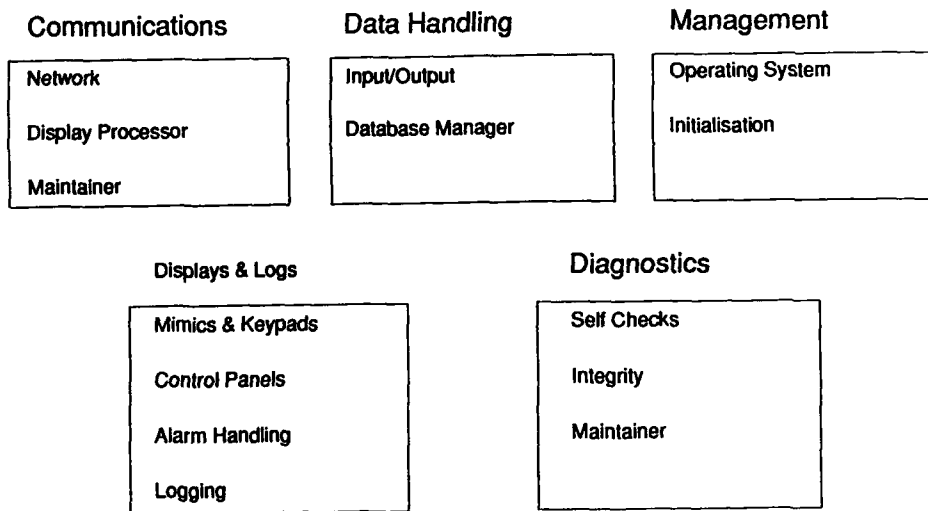 Communications
Network
Display Processor
Maintainer
Data Handling
Input/Output
Database Manager
Management
Operating System
Initialisation
Displays & Logs
Mimics & Keypads
Control Panels
Alarm Handling
Logging
Diagnostics
Self Checks
Integrity
Maintainer